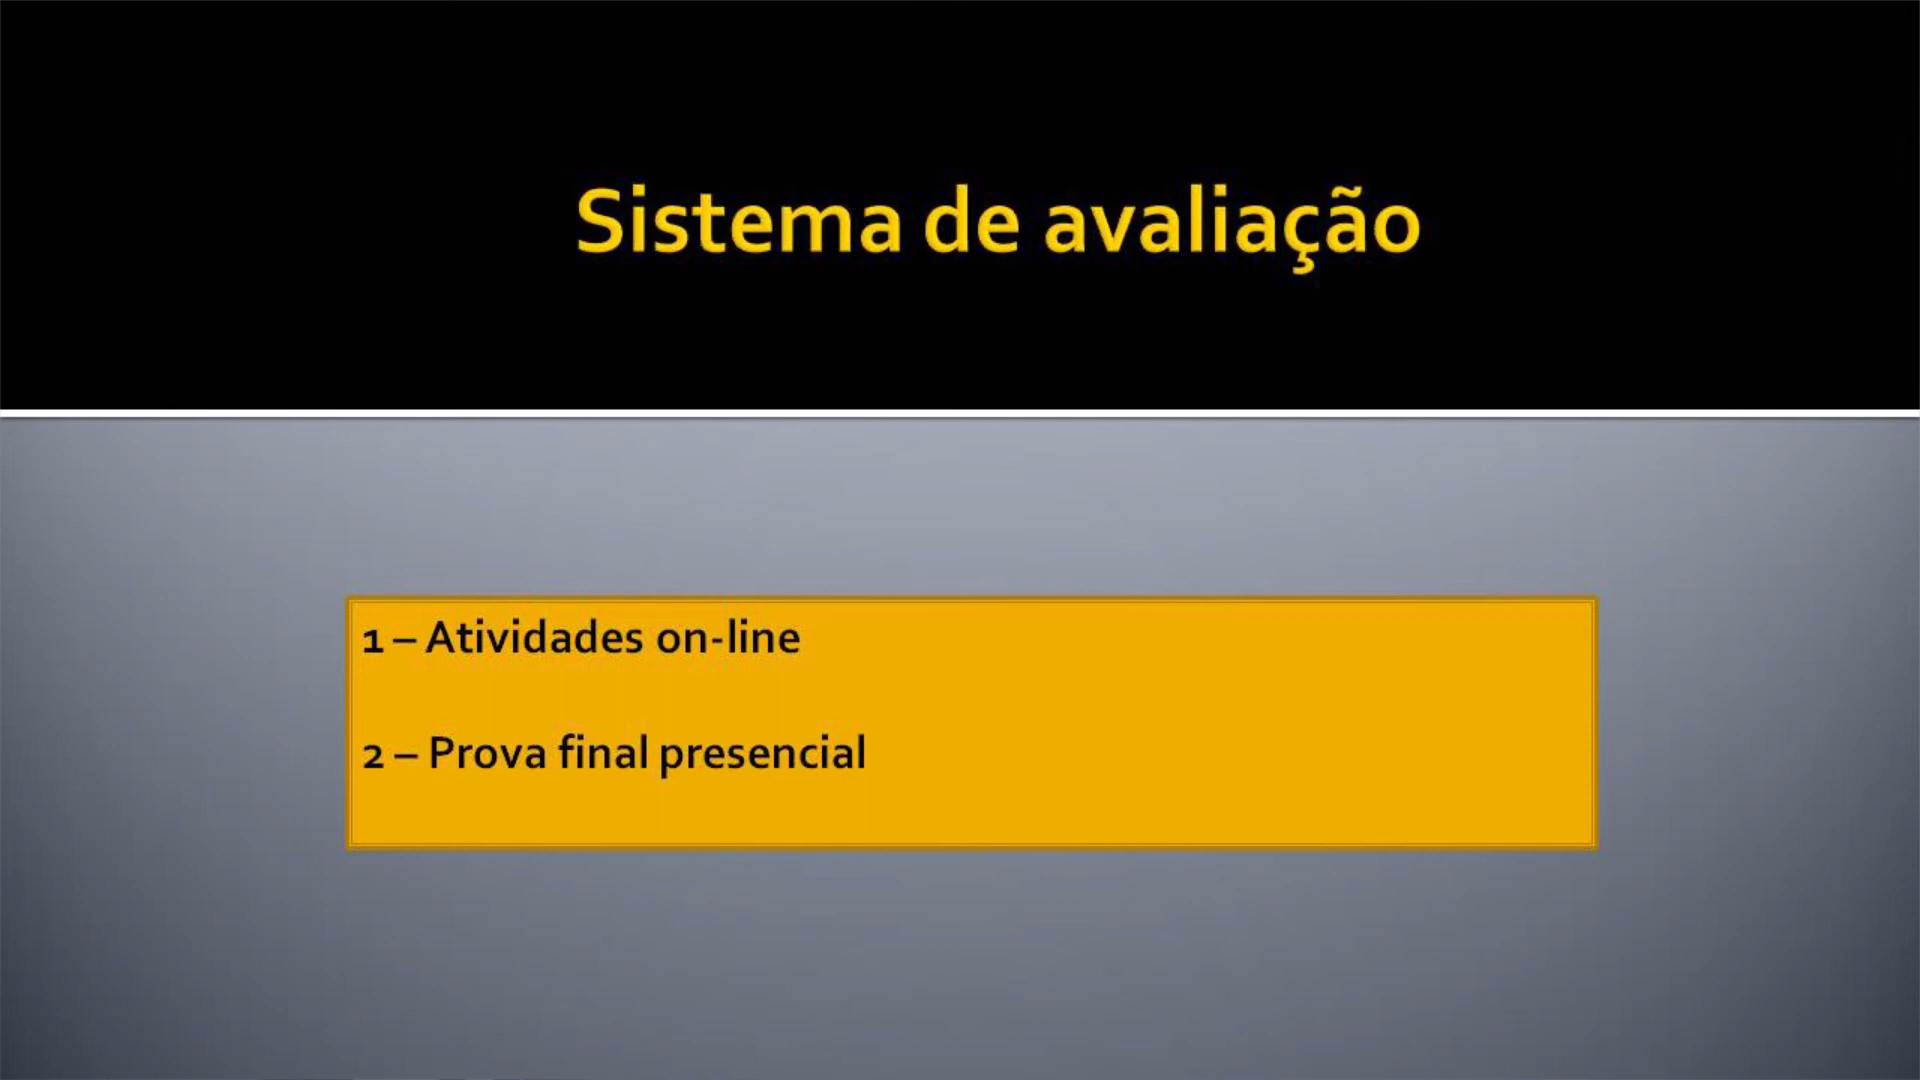 Sistema de avaliação
1 – Atividades on-line
2 – Prova final presencial